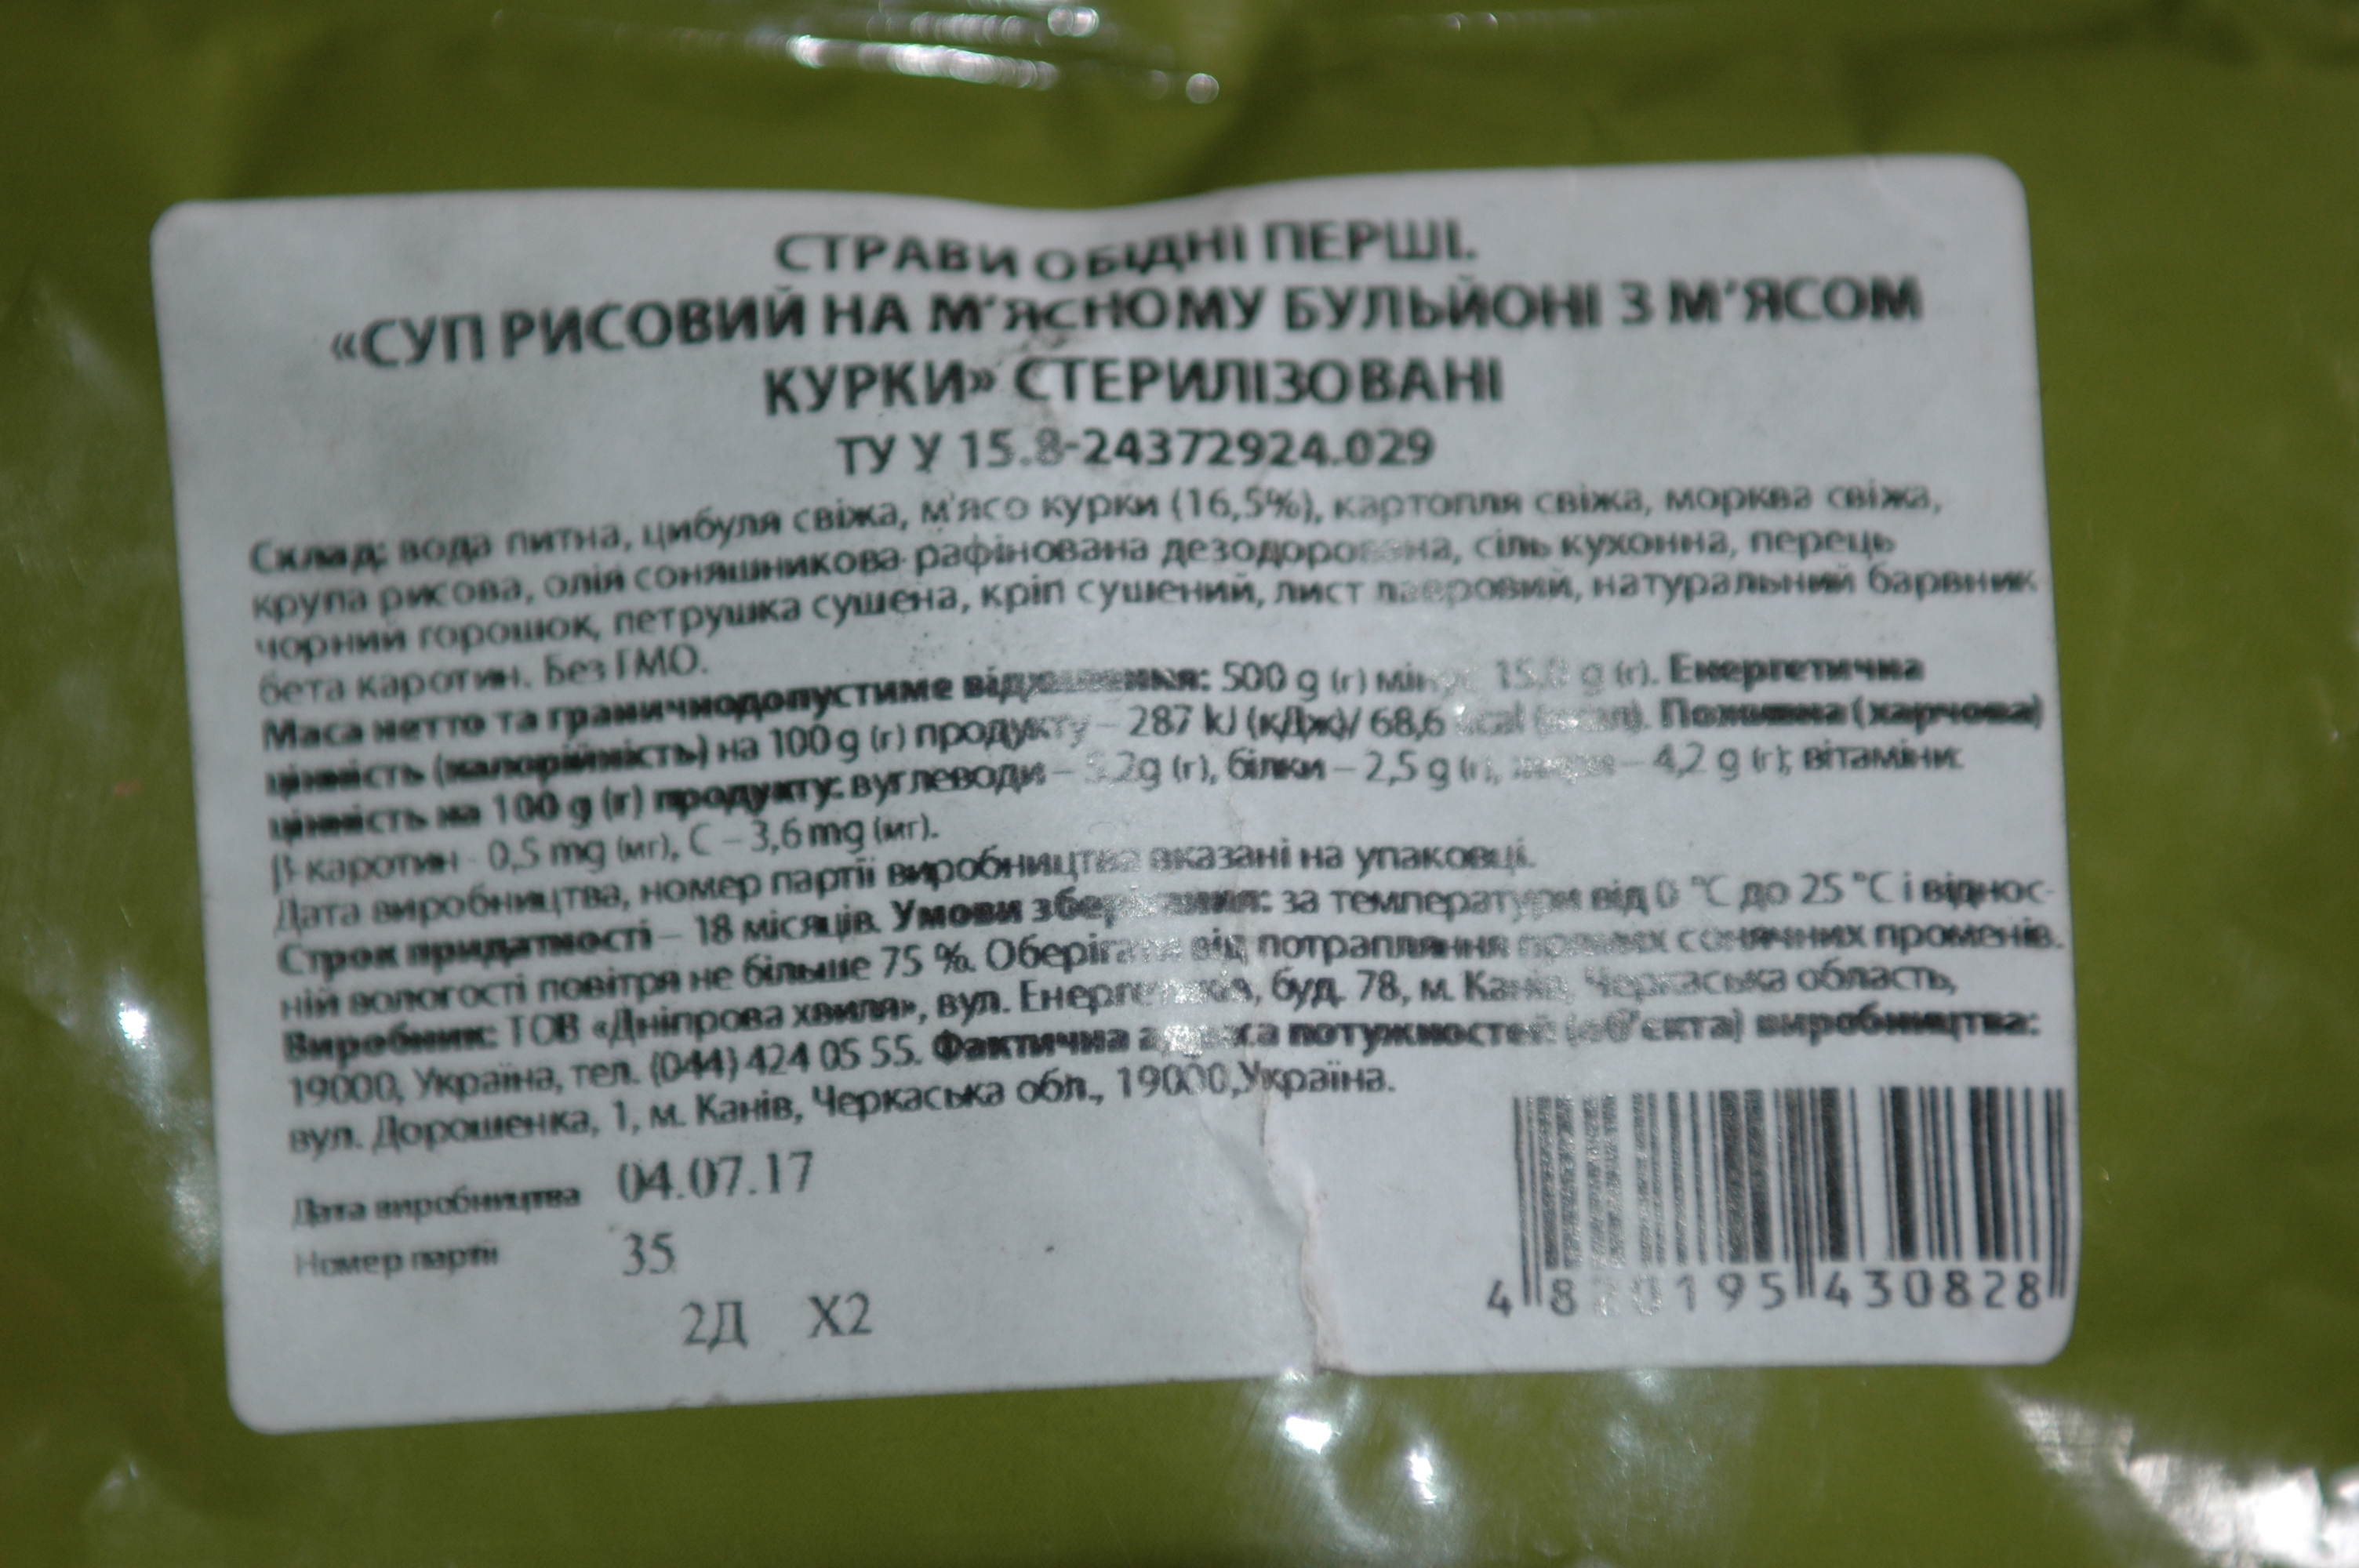 СТРАВИ ОБІДНІ ПЕРШІ.
«СУП РИСОВИЙ НА М'ЯСНОМУ БУЛЬЙОНІ З М'ЯСОМ
КУРКИ» СТЕРИЛІЗОВАНІ
ТУ У 15.8-24372924.029
Склад: вода питна, цибуля свіжа, м'ясо курки (16,5%), картопля свіжа, морква свіжа,
крупа рисова, олія соняшникова рафінована дезодорована, сіль кухонна, перець
чорний горошок, петрушка сушена, кріп сушений, лист лавровий, натуральний барвник
бета каротин. Без ГМО.
Маса нетто та граничнодопустиме відхилення: 500 g (г) мінус 15.0 g (г). Енергетична
цінність (калорійність) на 100 g (г) продукту – 287 kJ (кДж)/ 68,6 kcal (ккал). Поживна (харчова)
цінність на 100 g (г) продукту: вуглеводи – g (г), білки – 2,5 g (г), жири – 4,2 g (г); вітаміни:
β-каротин - 0,5 mg (мг), С – 3,6 mg (мг).
Дата виробництва, номер партії виробництва вказані на упаковці.
Строк придатності – 18 місяців. Умови зберігання: за температури від 0 °С до 25 °С і віднос-
ній вологості повітря не більше 75 %. Оберігати від потрапляння прямих сонячних променів.
Виробник: ТОВ «Дніпрова хвиля», вул. Енергетиків, буд. 78, м. Канів, Черкаська область,
19000, Україна, тел. (044) 424 05 55. Фактична адреса потужностей (об'єкта) виробництва:
вул. Дорошенка, 1, м. Канів, Черкаська обл., 19000,Україна.
Дата виробництва 04.07.17
Номер партії 35
2Д Х2
4 820195 430828